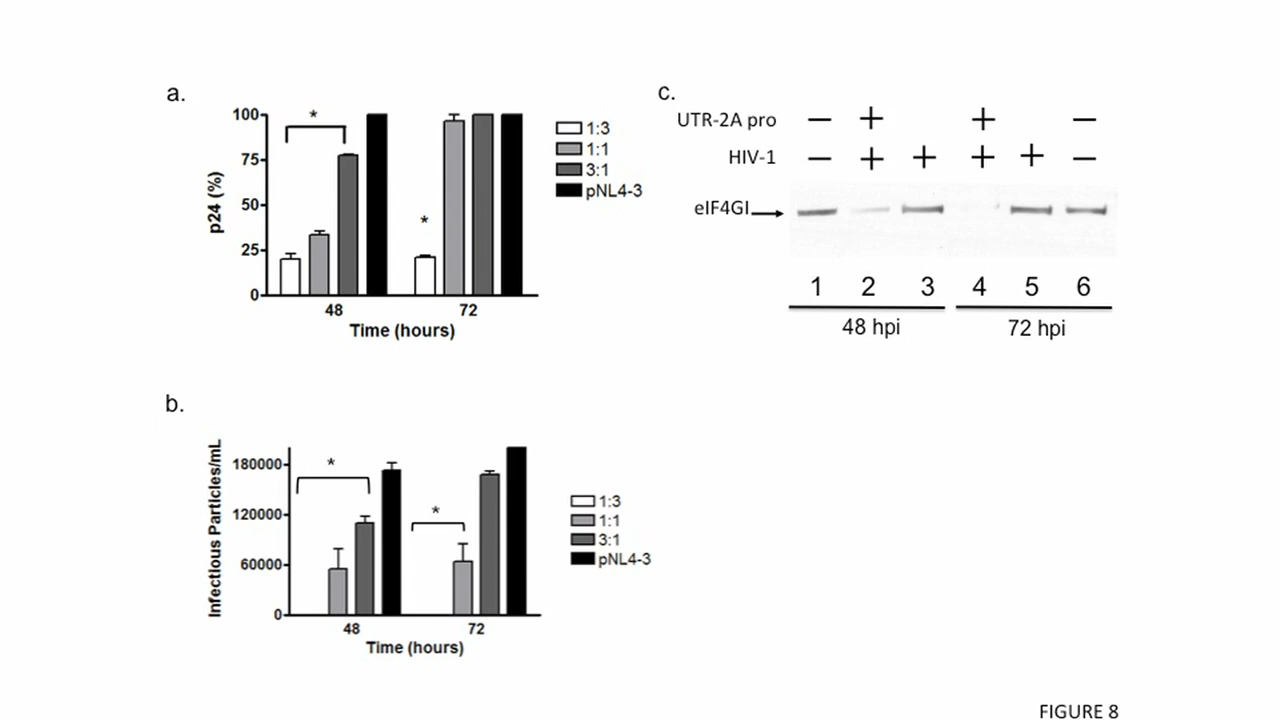 a.
p24 (%)
100
75
50
25
0
*
*
48
72
Time (hours)
1:3
1:1
3:1
pNL4-3
b.
Infectious Particles/mL
180000
120000
60000
0
*
*
48
72
Time (hours)
1:3
1:1
3:1
pNL4-3
c.
UTR-2A pro − + + −
HIV-1 − + + + + −
eIF4GI
1 2 3 4 5 6
48 hpi 72 hpi
FIGURE 8